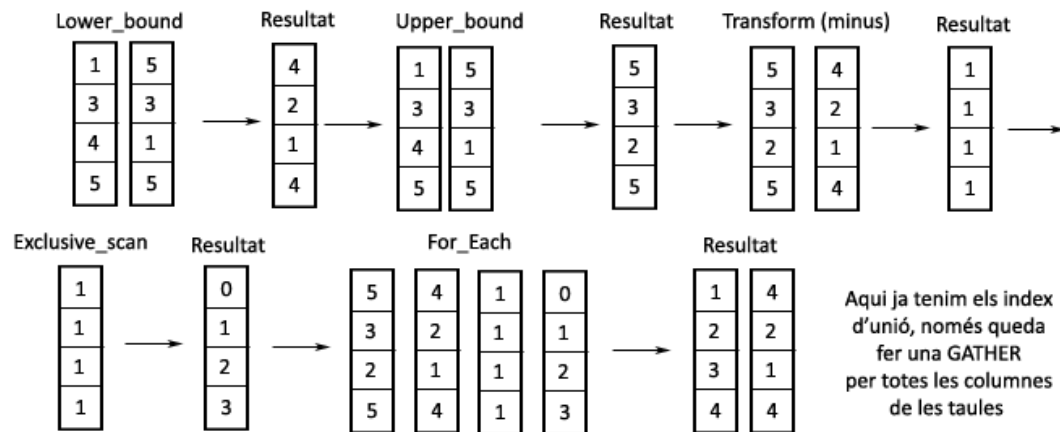 Lower_bound Resultat Upper_bound Resultat Transform (minus) Resultat
1 5 4 1 5 5 5 4 1
3 3 2 3 3 3 3 2 1
4 1 1 4 1 2 2 1 1
5 5 4 5 5 5 5 4 1
Exclusive_scan Resultat For_Each Resultat
1 0 5 4 1 0 1 4
1 1 3 2 1 1 2 2
1 2 2 1 1 2 3 1
1 3 5 4 1 3 4 4
Aqui ja tenim els index
d'unió, només queda
fer una GATHER
per totes les columnes
de les taules